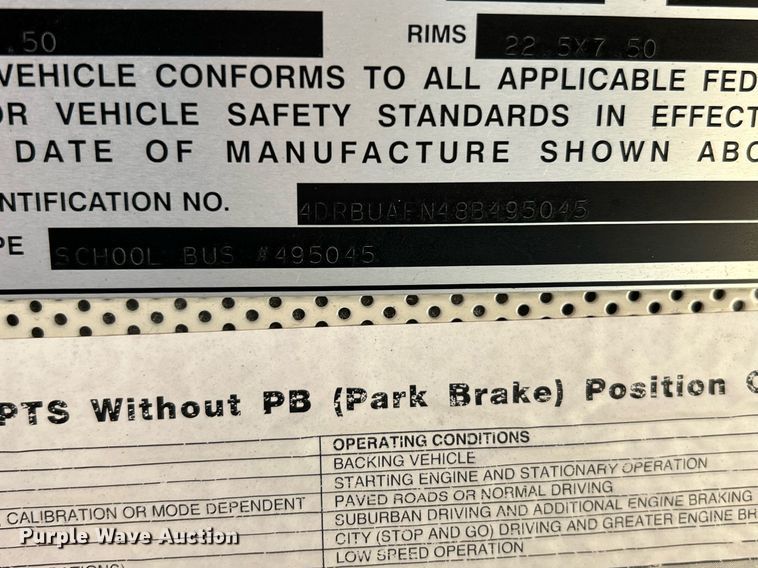 .50 RIMS 22.5X7.50
VEHICLE CONFORMS TO ALL APPLICABLE FED
OR VEHICLE SAFETY STANDARDS IN EFFECT
DATE OF MANUFACTURE SHOWN ABO
NTIFICATION NO. 4DRBUAFN48B495045
PE SCHOOL BUS #495045
PTS Without PB (Park Brake) Position
OPERATING CONDITIONS
BACKING VEHICLE
STARTING ENGINE AND STATIONARY OPERATION
PAVED ROADS OR NORMAL DRIVING
CALIBRATION OR MODE DEPENDENT SUBURBAN DRIVING AND ADDITIONAL ENGINE BRAKING
CITY (STOP AND GO) DRIVING AND GREATER ENGINE BR
LOW SPEED OPERATION
Purple Wave Auction